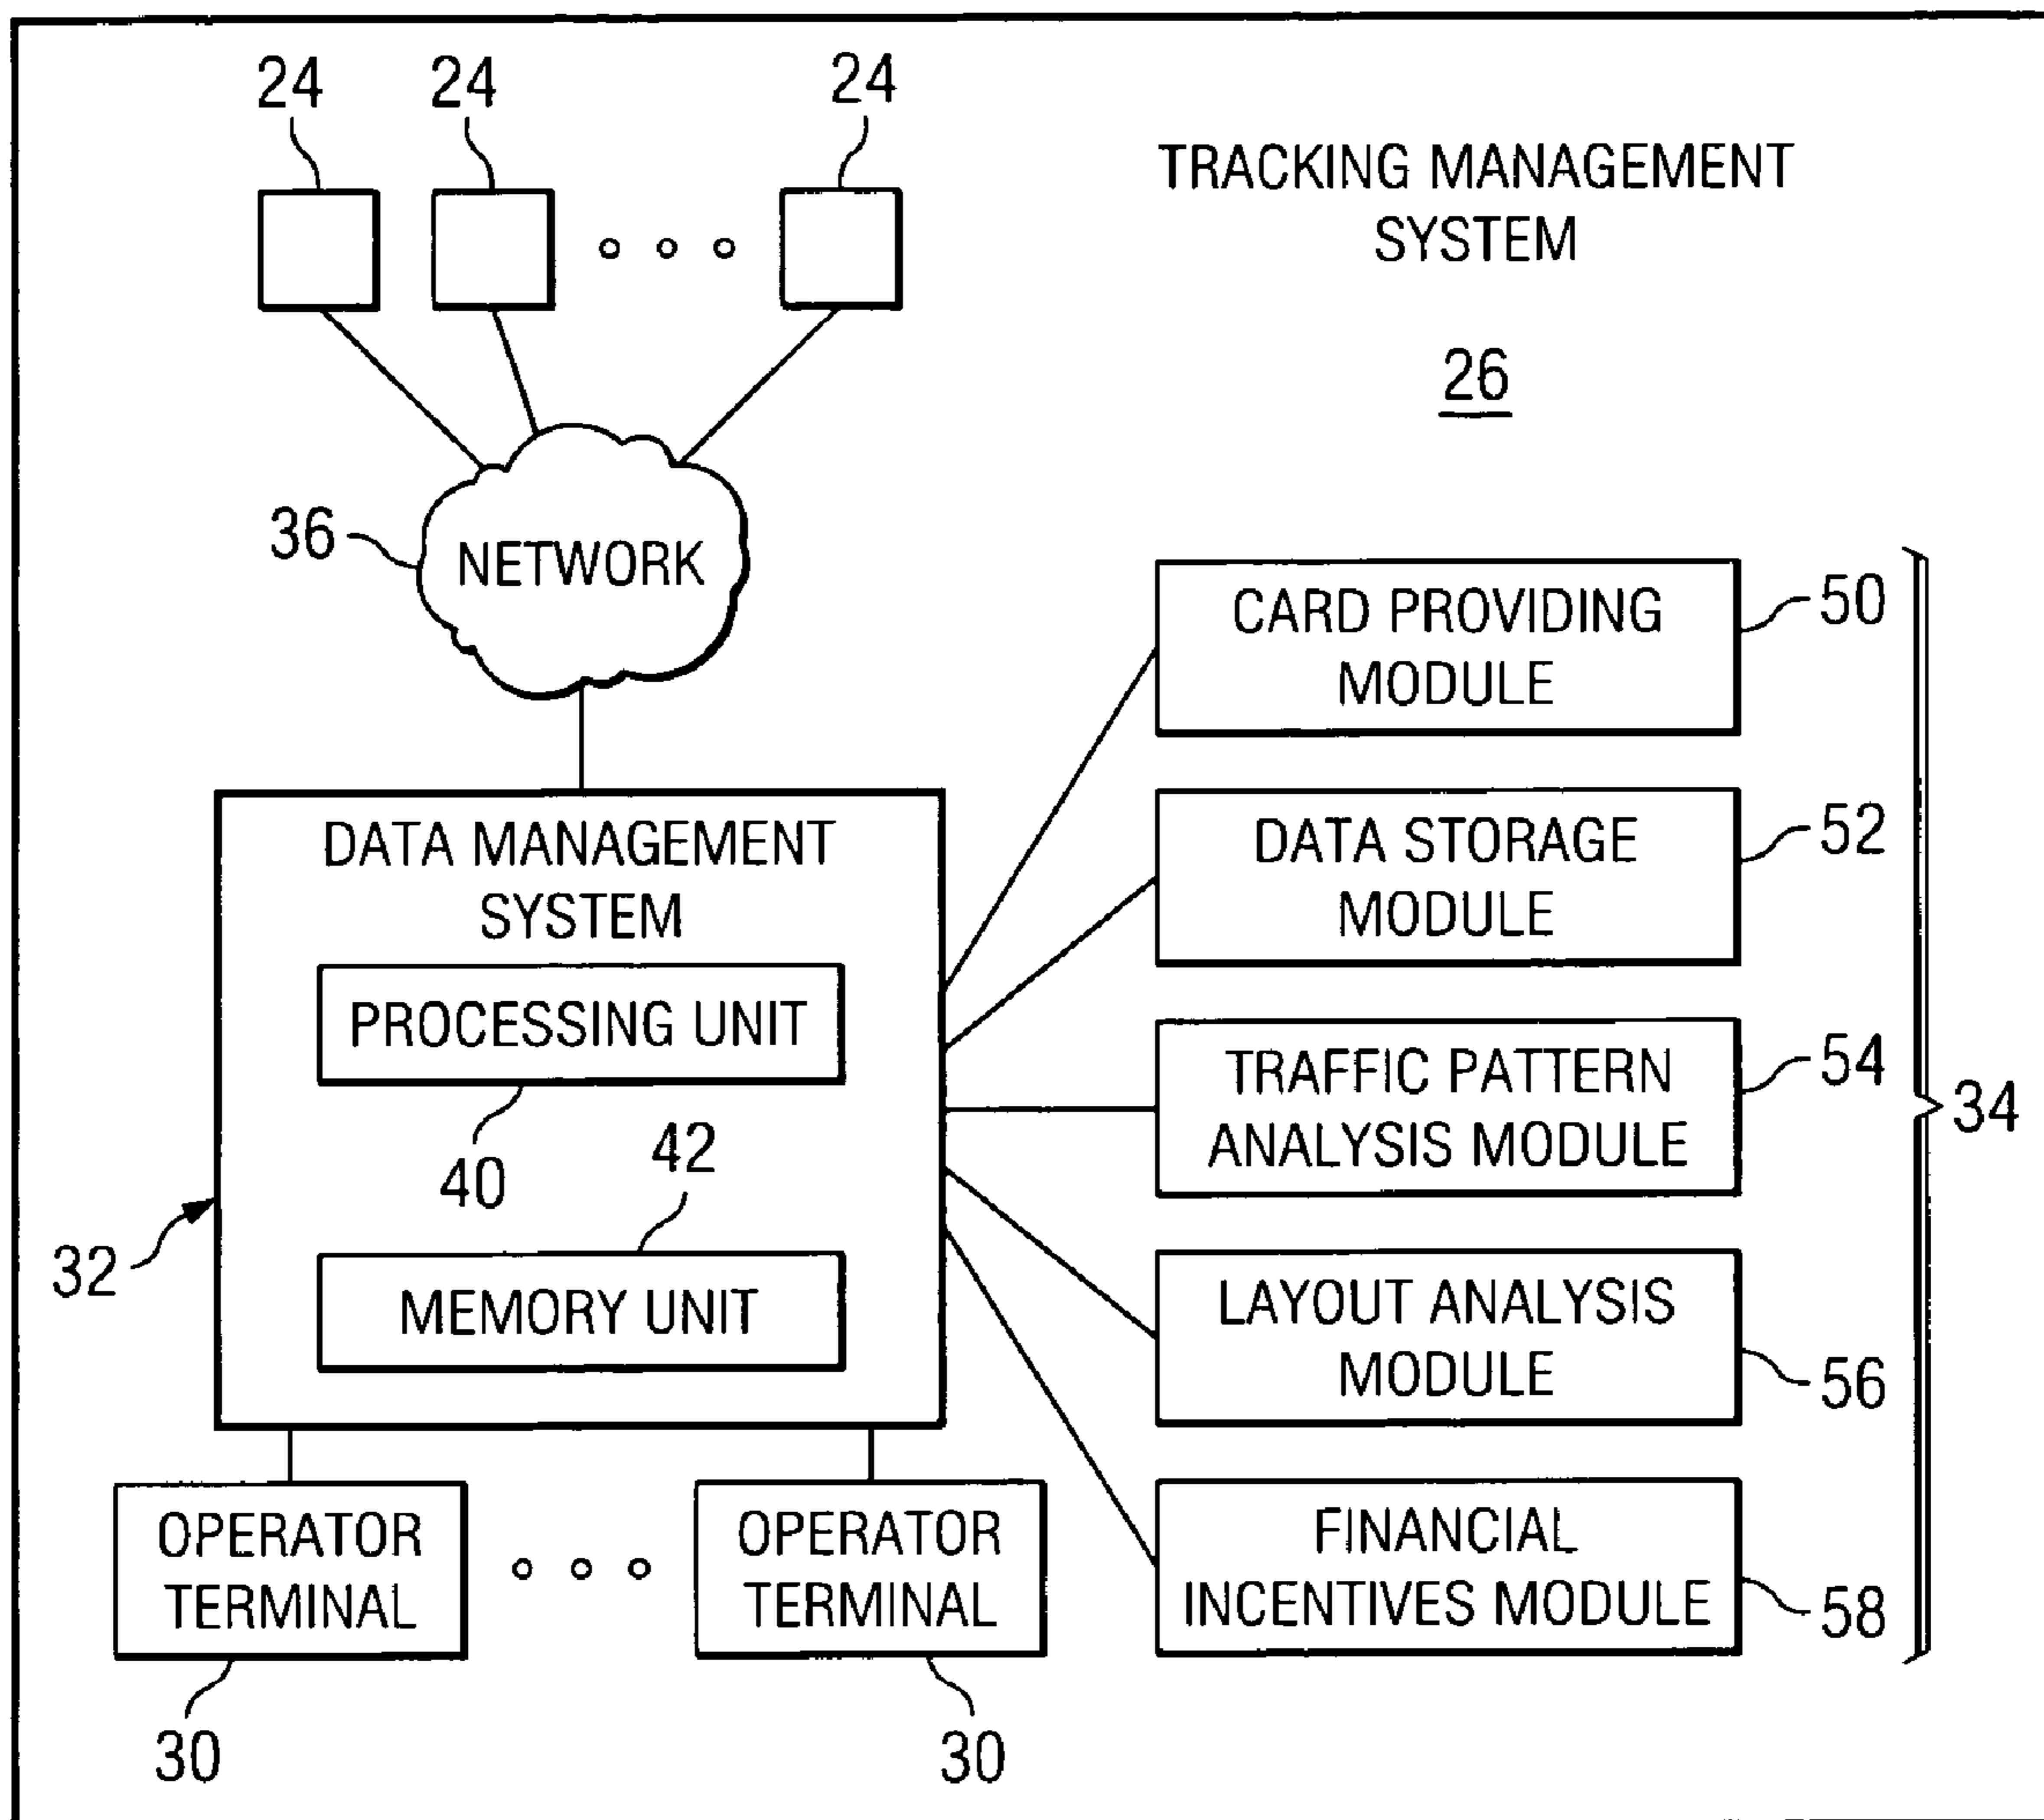 24
24
24
TRACKING MANAGEMENT
SYSTEM
26
36
NETWORK
CARD PROVIDING
MODULE
50
DATA MANAGEMENT
SYSTEM
DATA STORAGE
MODULE
52
PROCESSING UNIT
40
42
MEMORY UNIT
32
TRAFFIC PATTERN
ANALYSIS MODULE
54
34
LAYOUT ANALYSIS
MODULE
56
OPERATOR
TERMINAL
30
OPERATOR
TERMINAL
30
FINANCIAL
INCENTIVES MODULE
58